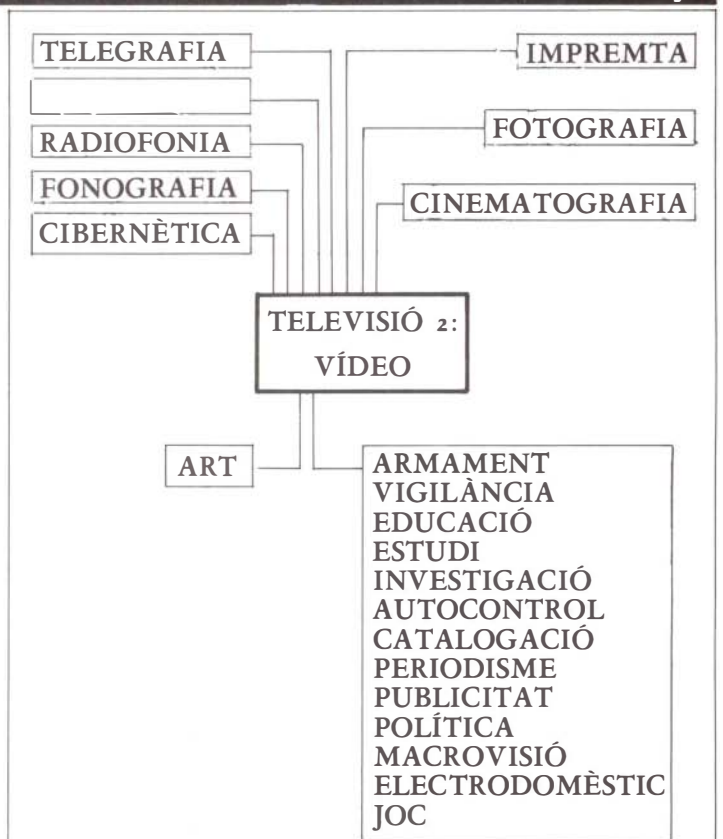 TELEGRAFIA
IMPREMTA
RADIOFONIA
FOTOGRAFIA
FONOGRAFIA
CINEMATOGRAFIA
CIBERNÈTICA
TELEVISIÓ 2:
VÍDEO
ART
ARMAMENT
VIGILÀNCIA
EDUCACIÓ
ESTUDI
INVESTIGACIÓ
AUTOCONTROL
CATALOGACIÓ
PERIODISME
PUBLICITAT
POLÍTICA
MACROVISIÓ
ELECTRODOMÈSTIC
JOC